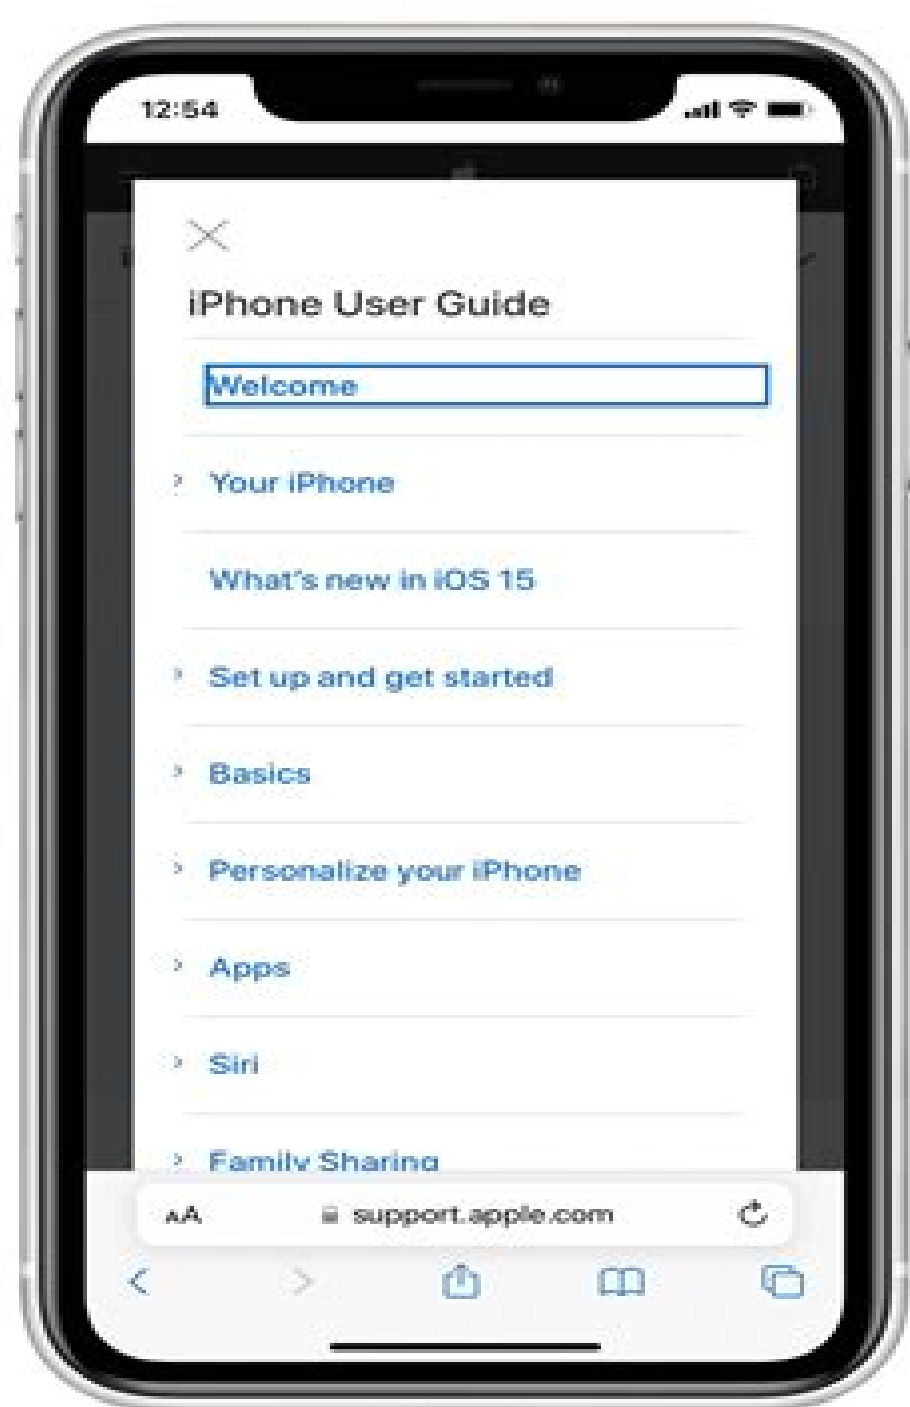 12:54
iPhone User Guide
Welcome
Your iPhone
What's new in iOS 15
Set up and get started
Basics
Personalize your iPhone
Apps
Siri
Family Sharing
AA support.apple.com